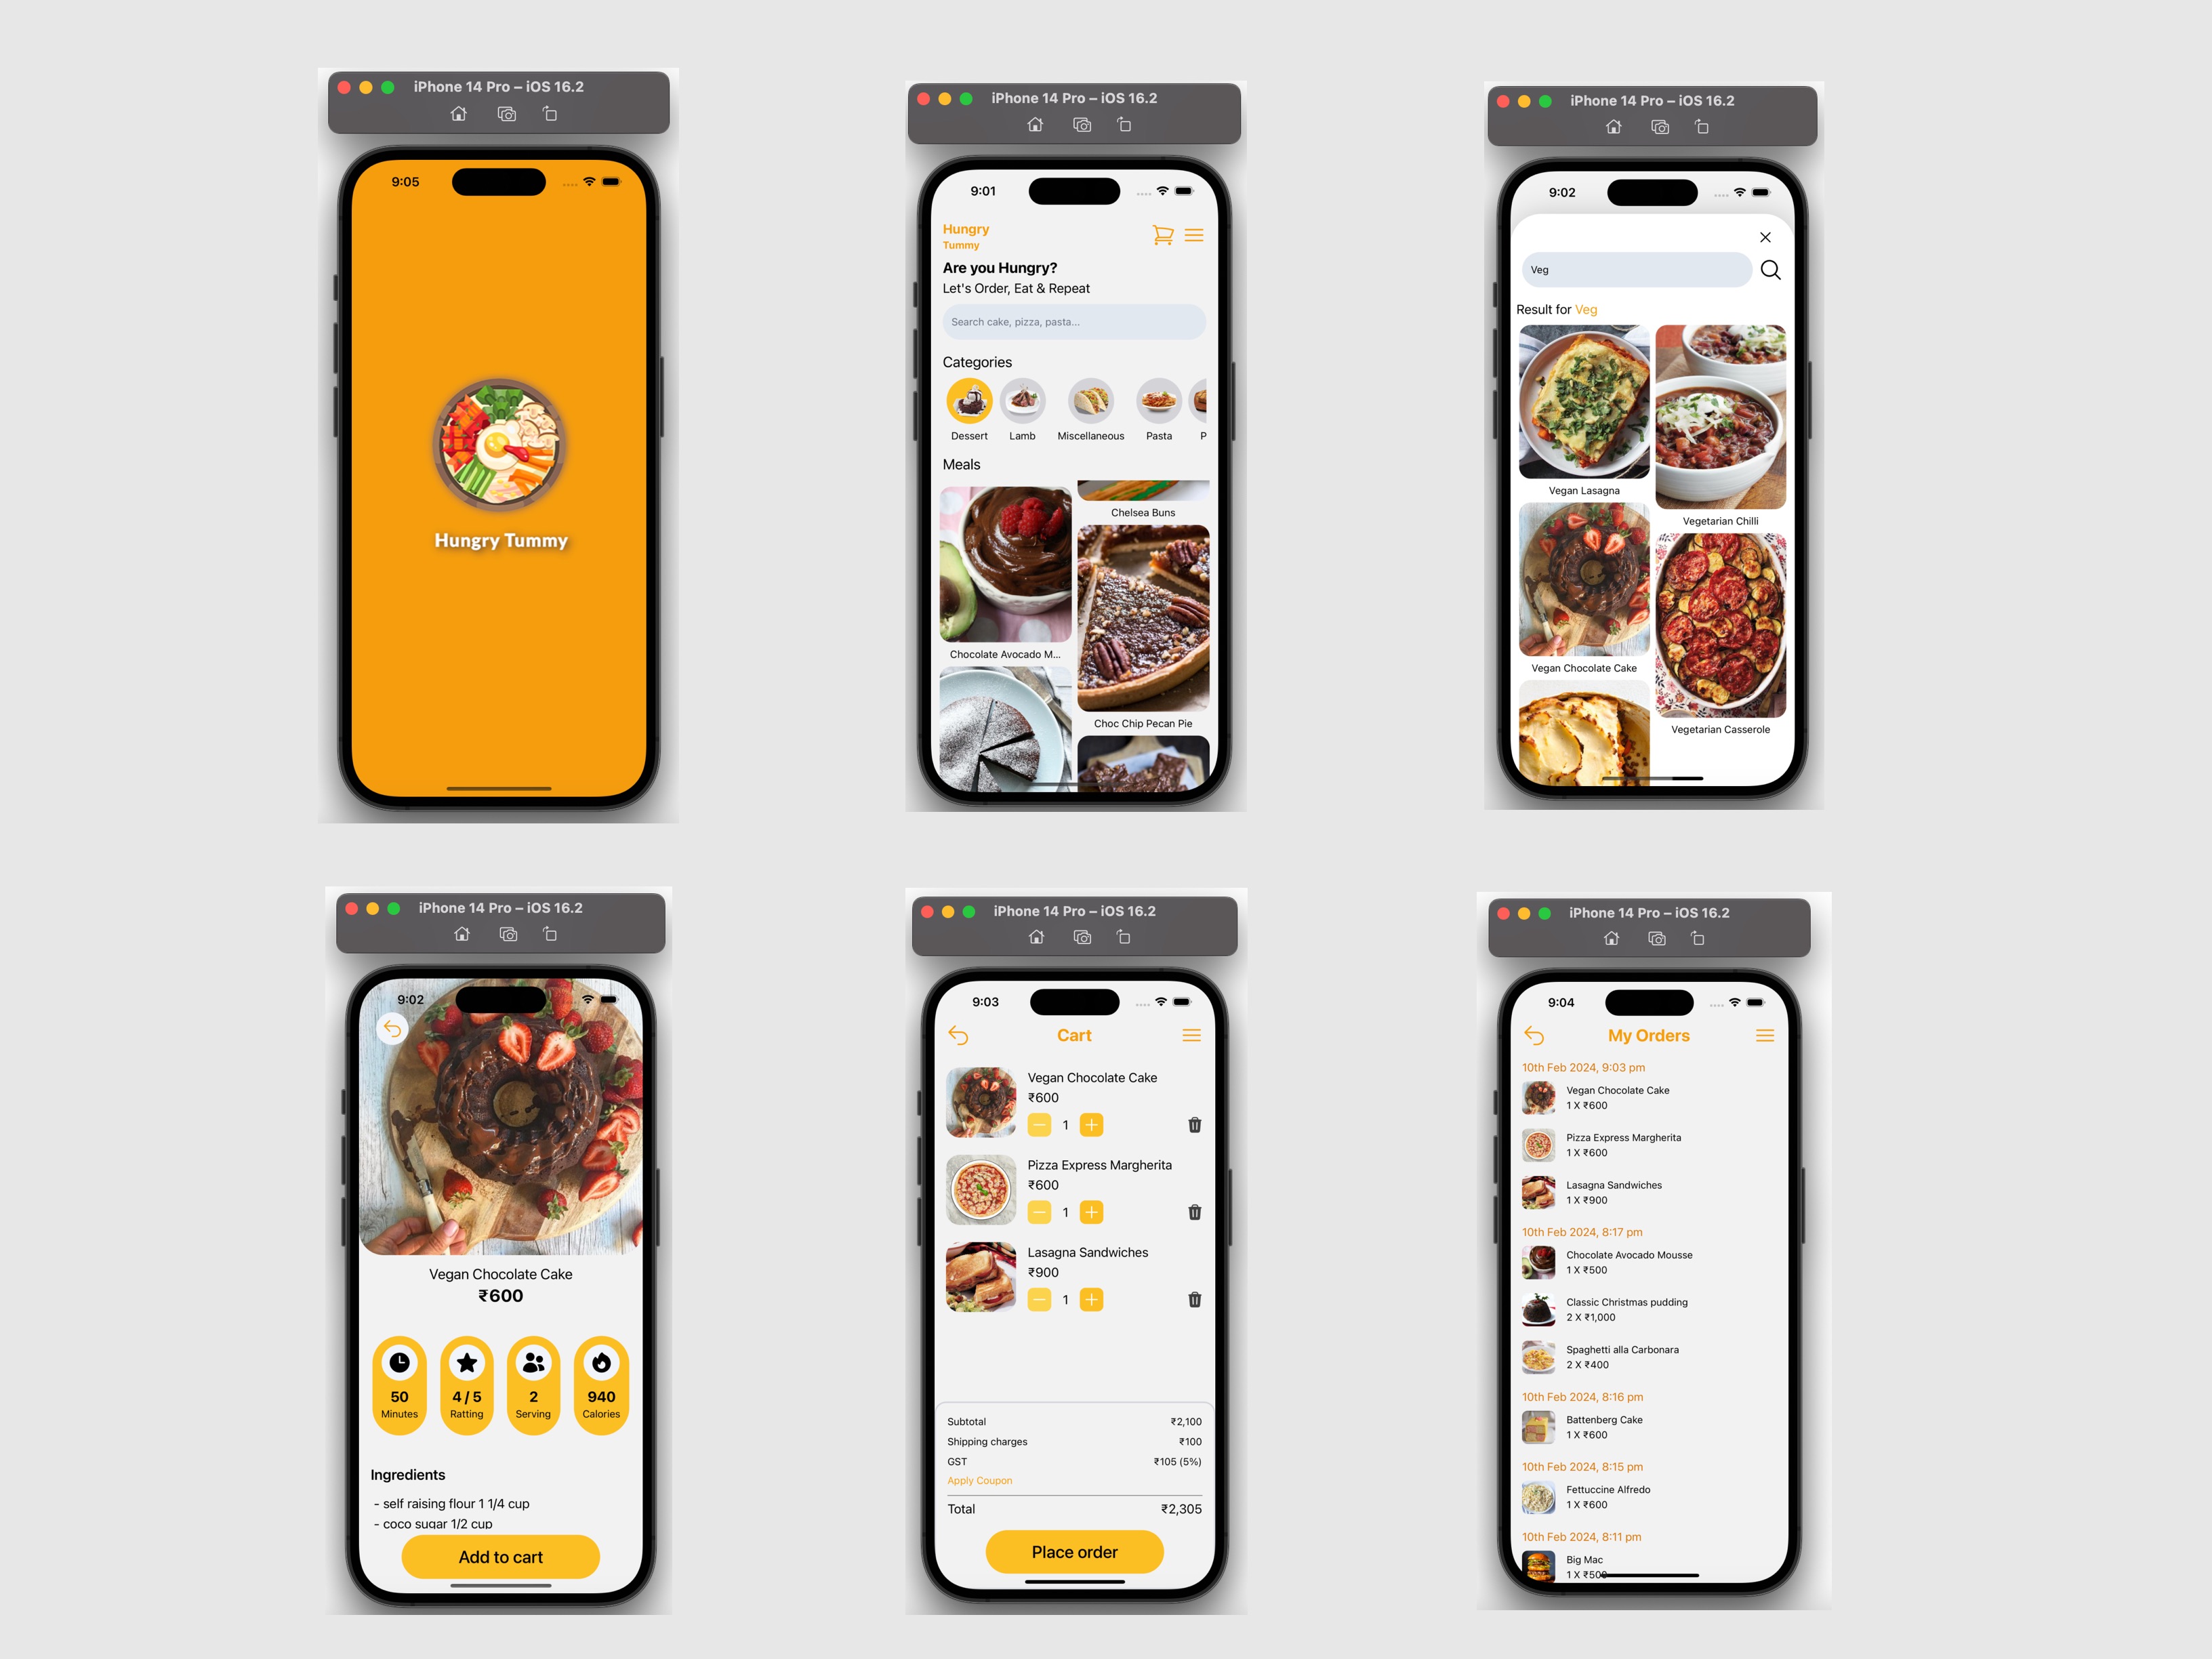 iPhone 14 Pro – iOS 16.2
9:05
Hungry Tummy
iPhone 14 Pro – iOS 16.2
9:01
Hungry
Tummy
Are you Hungry?
Let's Order, Eat & Repeat
Search cake, pizza, pasta...
Categories
Dessert Lamb Miscellaneous Pasta P
Meals
Chelsea Buns
Chocolate Avocado M...
Choc Chip Pecan Pie
iPhone 14 Pro – iOS 16.2
9:02
Veg
Result for Veg
Vegan Lasagna
Vegetarian Chilli
Vegan Chocolate Cake
Vegetarian Casserole
iPhone 14 Pro – iOS 16.2
9:02
Vegan Chocolate Cake
₹600
50 4 / 5 2 940
Minutes Ratting Serving Calories
Ingredients
- self raising flour 1 1/4 cup
- coco sugar 1/2 cup
Add to cart
iPhone 14 Pro – iOS 16.2
9:03
Cart
Vegan Chocolate Cake
₹600
1
Pizza Express Margherita
₹600
1
Lasagna Sandwiches
₹900
1
Subtotal ₹2,100
Shipping charges ₹100
GST ₹105 (5%)
Apply Coupon
Total ₹2,305
Place order
iPhone 14 Pro – iOS 16.2
9:04
My Orders
10th Feb 2024, 9:03 pm
Vegan Chocolate Cake
1 X ₹600
Pizza Express Margherita
1 X ₹600
Lasagna Sandwiches
1 X ₹900
10th Feb 2024, 8:17 pm
Chocolate Avocado Mousse
1 X ₹500
Classic Christmas pudding
2 X ₹1,000
Spaghetti alla Carbonara
2 X ₹400
10th Feb 2024, 8:16 pm
Battenberg Cake
1 X ₹600
10th Feb 2024, 8:15 pm
Fettuccine Alfredo
1 X ₹600
10th Feb 2024, 8:11 pm
Big Mac
1 X ₹500